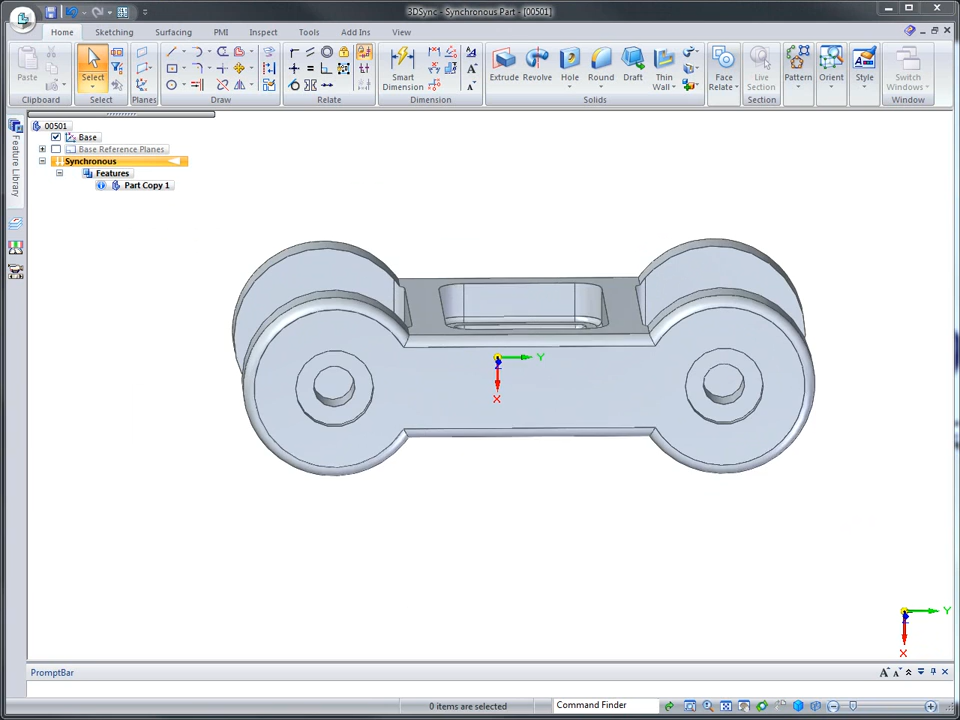 3DSync - Synchronous Part - [00501]
Home Sketching Surfacing PMI Inspect Tools Add Ins View
Paste Select Smart Dimension Extrude Revolve Hole Round Draft Thin Wall Face Relate Live Section Pattern Orient Style Switch Windows
Clipboard Select Planes Draw Relate Dimension Solids Section Window
00501
Base
Base Reference Planes
Synchronous
Features
Part Copy 1
Feature Library
Y
Z
X
Y
Z
X
PromptBar
0 items are selected Command Finder